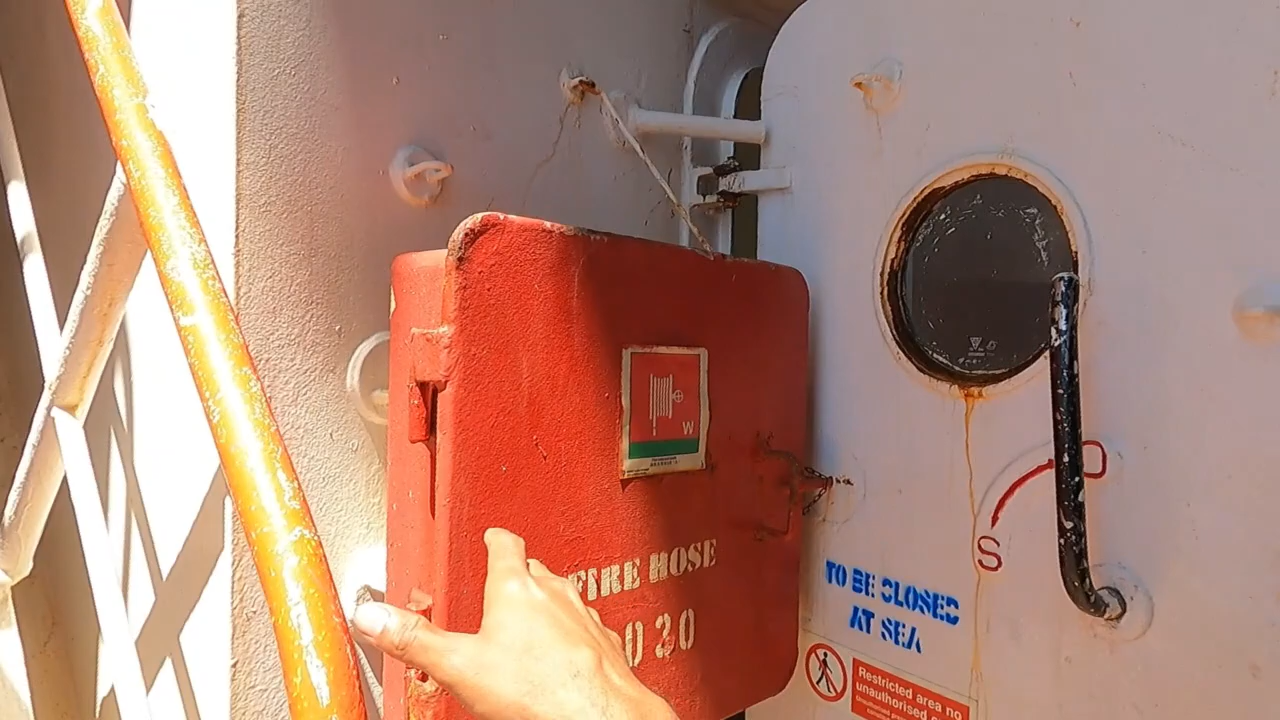 W
FIRE HOSE
020
O
S
TO BE CLOSED
AT SEA
Restricted area no
unauthorised